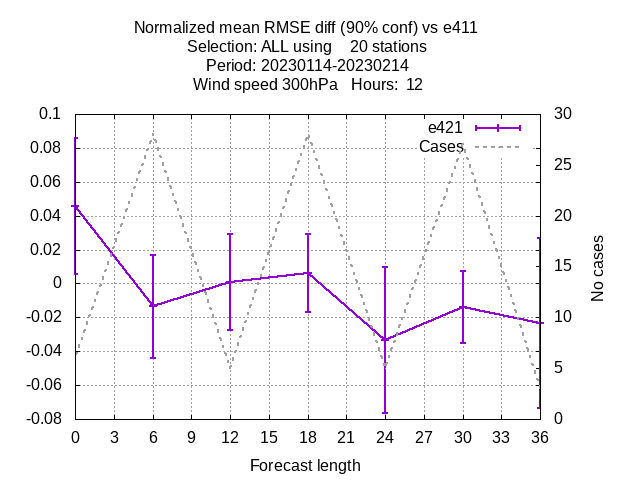 Normalized mean RMSE diff (90% conf) vs e411
Selection: ALL using    20 stations
Period: 20230114-20230214
Wind speed 300hPa   Hours:  12
0.1
0.08
0.06
0.04
0.02
0
-0.02
-0.04
-0.06
-0.08
30
25
20
15
10
5
0
e421
Cases
No cases
0 3 6 9 12 15 18 21 24 27 30 33 36
Forecast length